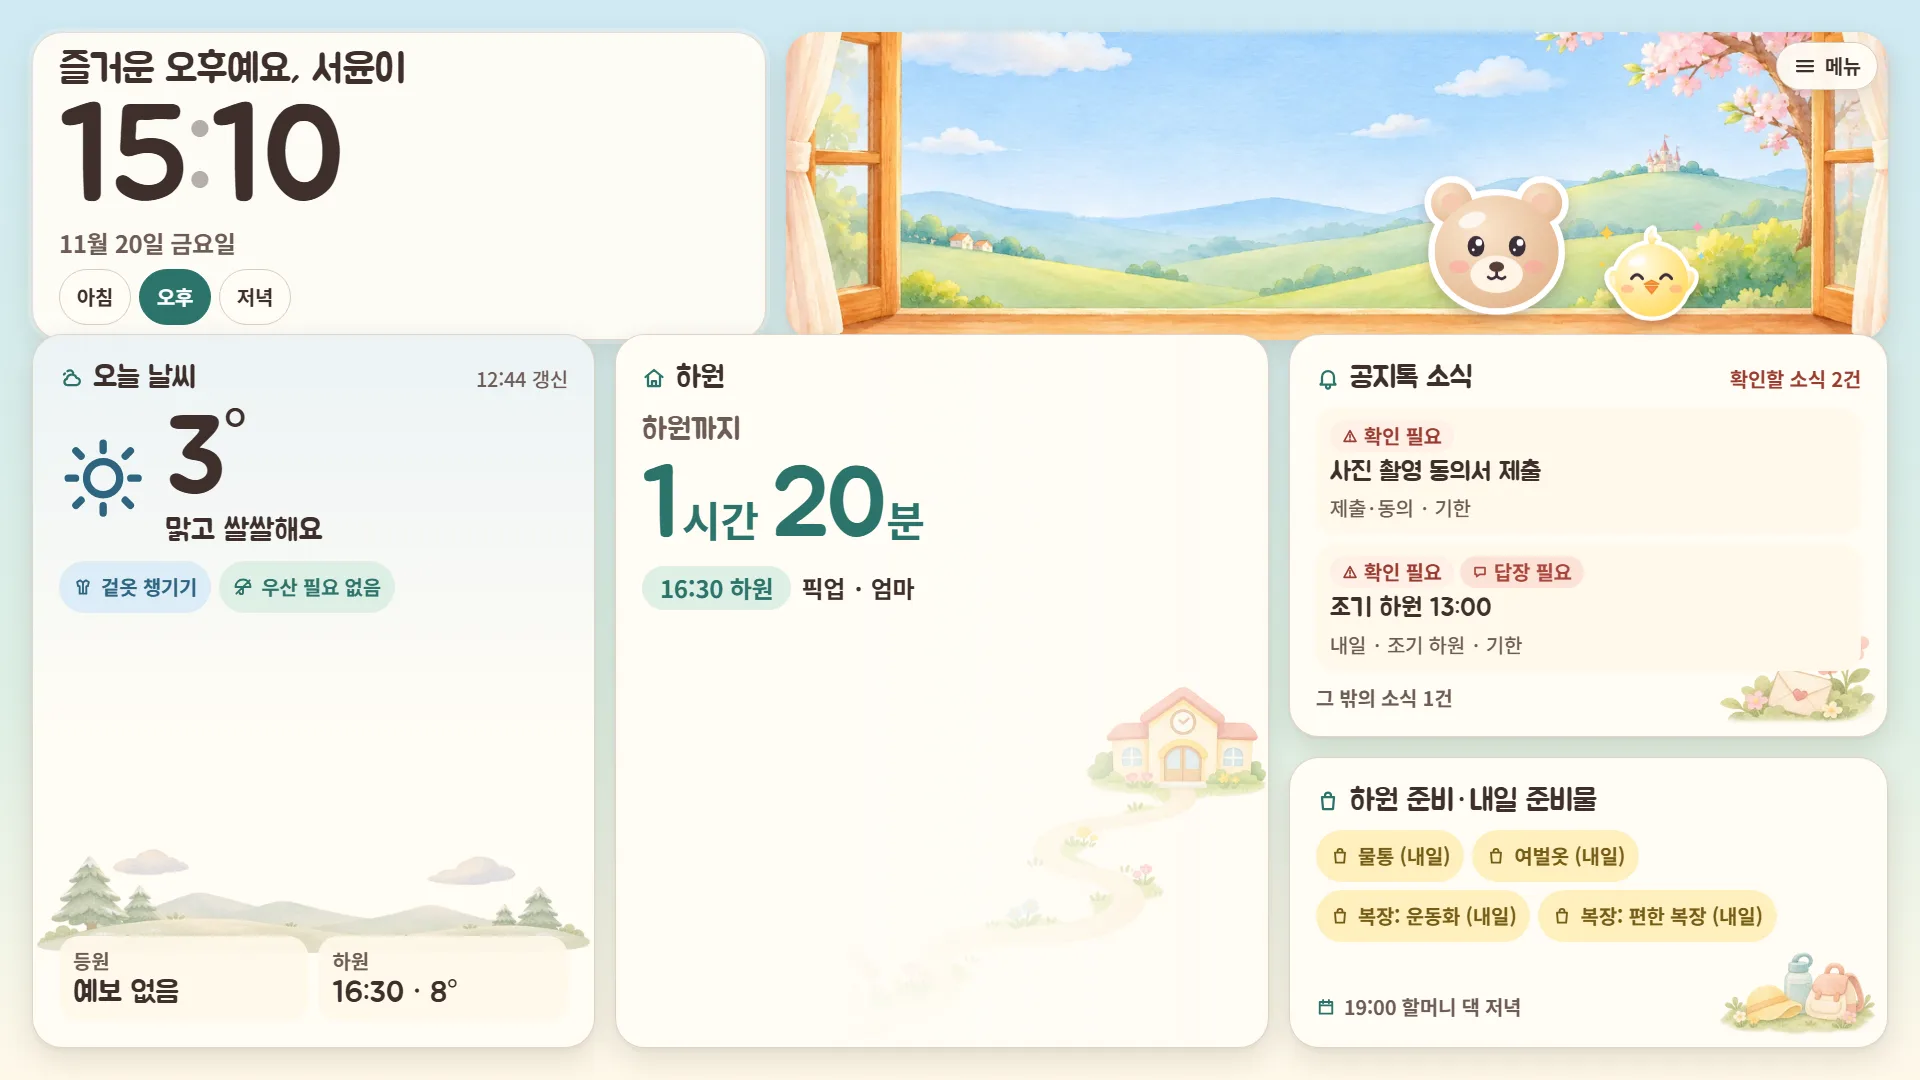 즐거운 오후예요, 서윤이
15:10
11월 20일 금요일
아침
오후
저녁
메뉴
오늘 날씨
12:44 갱신
3°
맑고 쌀쌀해요
겉옷 챙기기
우산 필요 없음
등원
예보 없음
하원
16:30 · 8°
하원
하원까지
1시간 20분
16:30 하원
픽업 · 엄마
공지톡 소식
확인할 소식 2건
확인 필요
사진 촬영 동의서 제출
제출·동의 · 기한
확인 필요
답장 필요
조기 하원 13:00
내일 · 조기 하원 · 기한
그 밖의 소식 1건
하원 준비·내일 준비물
물통 (내일)
여벌옷 (내일)
복장: 운동화 (내일)
복장: 편한 복장 (내일)
19:00 할머니 댁 저녁